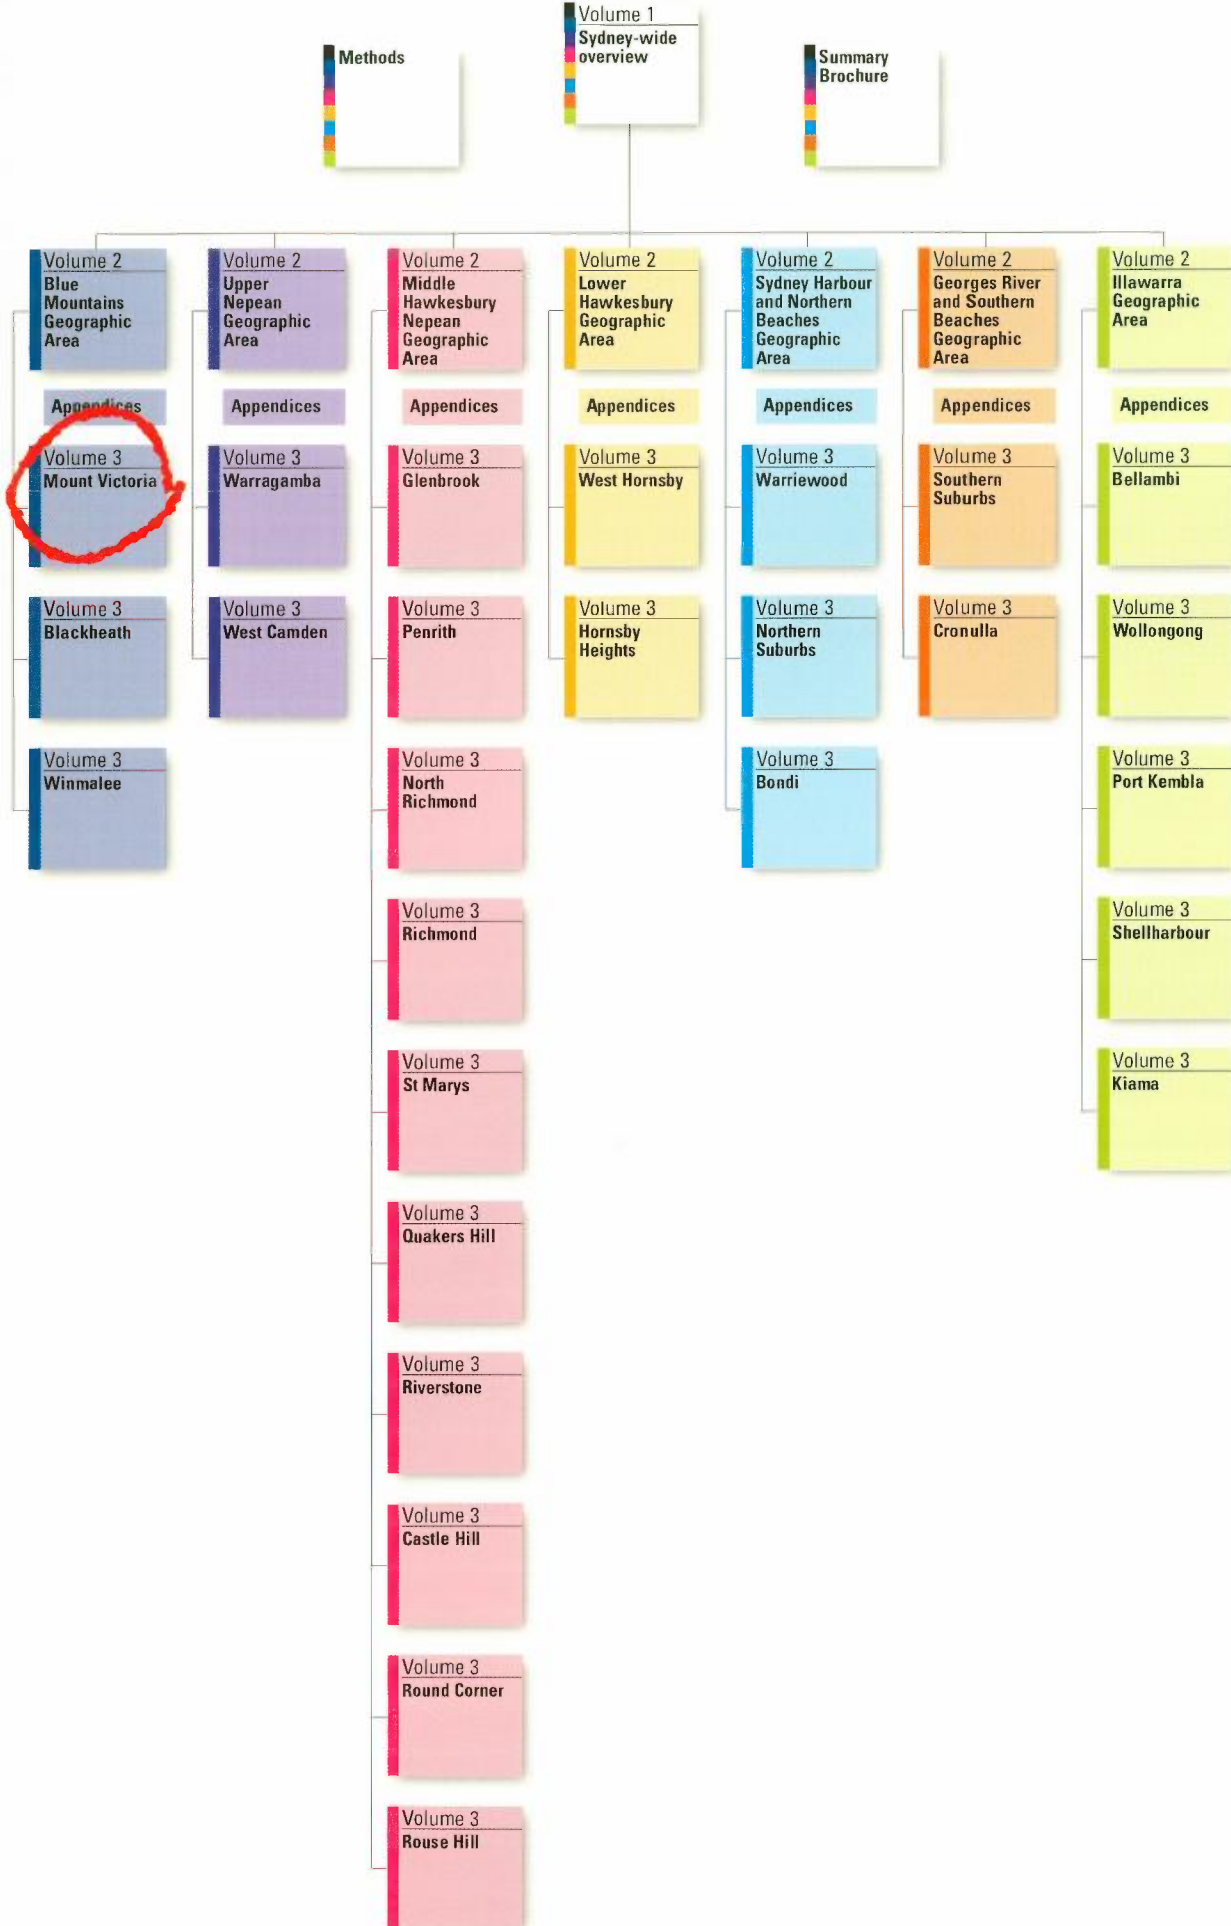 Volume 1
Sydney-wide
overview
Methods
Summary
Brochure
Volume 2
Blue
Mountains
Geographic
Area
Appendices
Volume 3
Mount Victoria
Volume 3
Blackheath
Volume 3
Winmalee
Volume 2
Upper
Nepean
Geographic
Area
Appendices
Volume 3
Warragamba
Volume 3
West Camden
Volume 2
Middle
Hawkesbury
Nepean
Geographic
Area
Appendices
Volume 3
Glenbrook
Volume 3
Penrith
Volume 3
North
Richmond
Volume 3
Richmond
Volume 3
St Marys
Volume 3
Quakers Hill
Volume 3
Riverstone
Volume 3
Castle Hill
Volume 3
Round Corner
Volume 3
Rouse Hill
Volume 2
Lower
Hawkesbury
Geographic
Area
Appendices
Volume 3
West Hornsby
Volume 3
Hornsby
Heights
Volume 2
Sydney Harbour
and Northern
Beaches
Geographic
Area
Appendices
Volume 3
Warriewood
Volume 3
Northern
Suburbs
Volume 3
Bondi
Volume 2
Georges River
and Southern
Beaches
Geographic
Area
Appendices
Volume 3
Southern
Suburbs
Volume 3
Cronulla
Volume 2
Illawarra
Geographic
Area
Appendices
Volume 3
Bellambi
Volume 3
Wollongong
Volume 3
Port Kembla
Volume 3
Shellharbour
Volume 3
Kiama